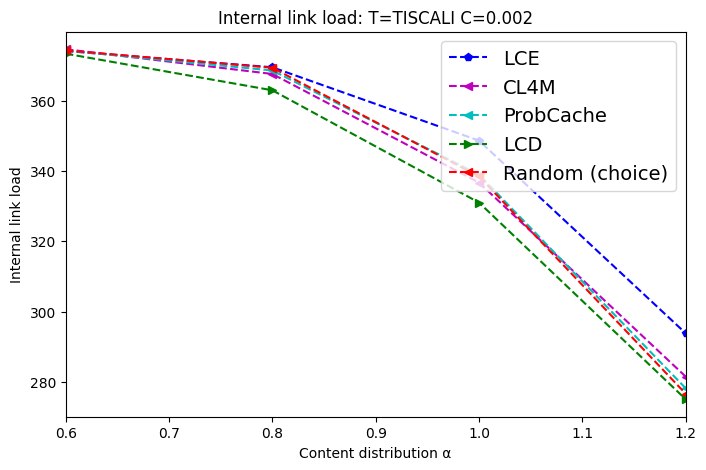 Internal link load: T=TISCALI C=0.002
LCE
CL4M
ProbCache
LCD
Random (choice)
Internal link load
360
340
320
300
280
0.6
0.7
0.8
0.9
1.0
1.1
1.2
Content distribution α